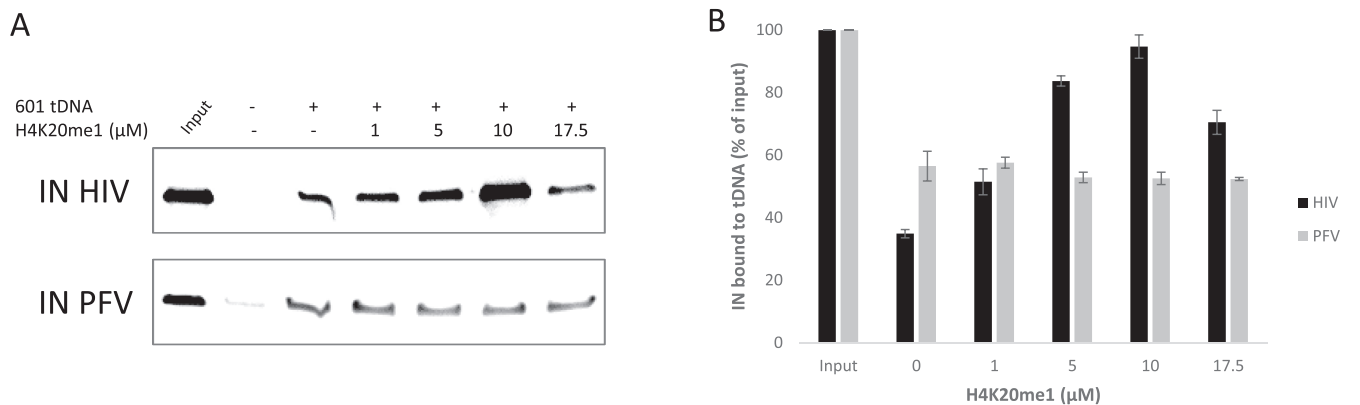 A
601 tDNA Input - + + + + +
H4K20me1 (μM) - - 1 5 10 17.5
IN HIV
IN PFV
B
IN bound to tDNA (% of input)
100
80
60
40
20
0
Input 0 1 5 10 17.5
H4K20me1 (μM)
HIV
PFV